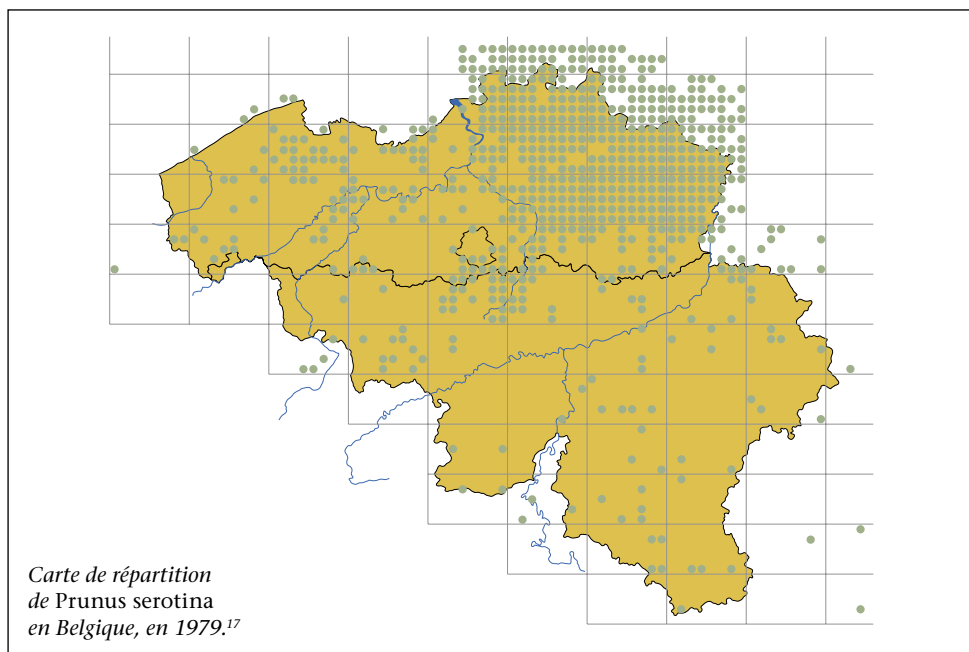 Carte de répartition
de Prunus serotina
en Belgique, en 1979.17